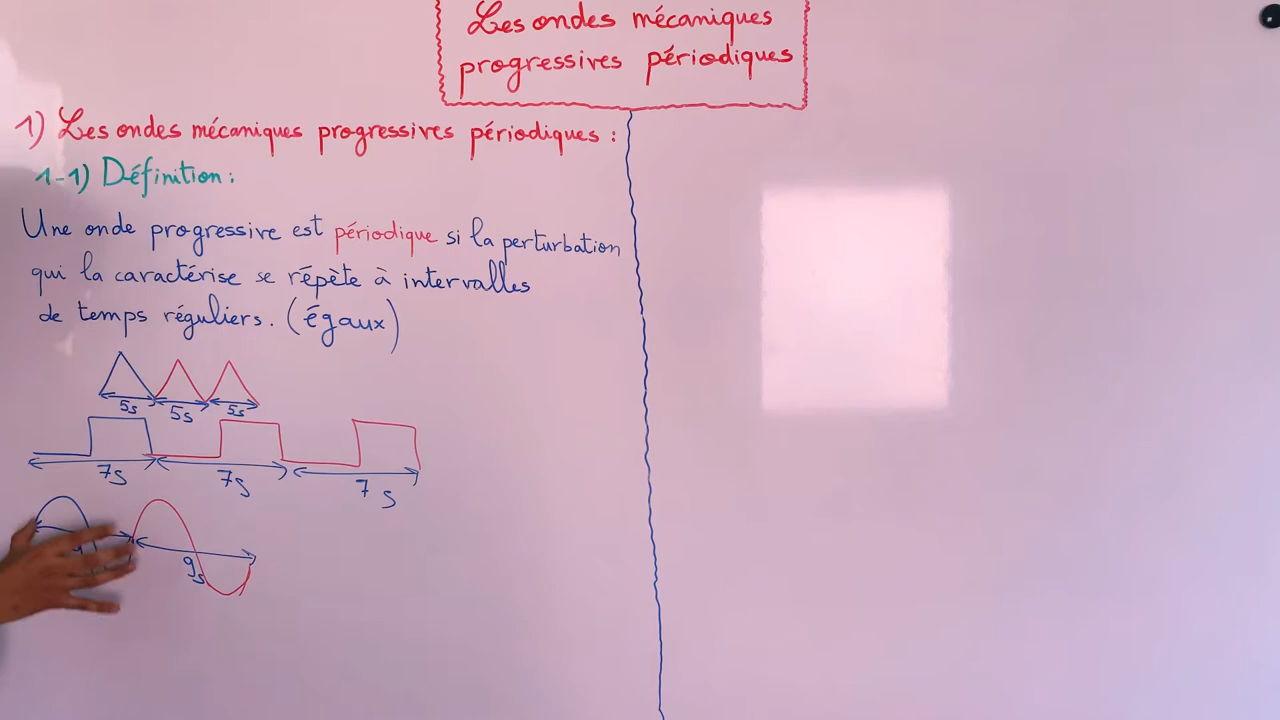 Les ondes mécaniques
progressives périodiques
1) Les ondes mécaniques progressives périodiques :
1-1) Définition :
Une onde progressive est périodique si la perturbation
qui la caractérise se répète à intervalles
de temps réguliers. (égaux)
5s 5s 5s
7s 7s 7s
9s